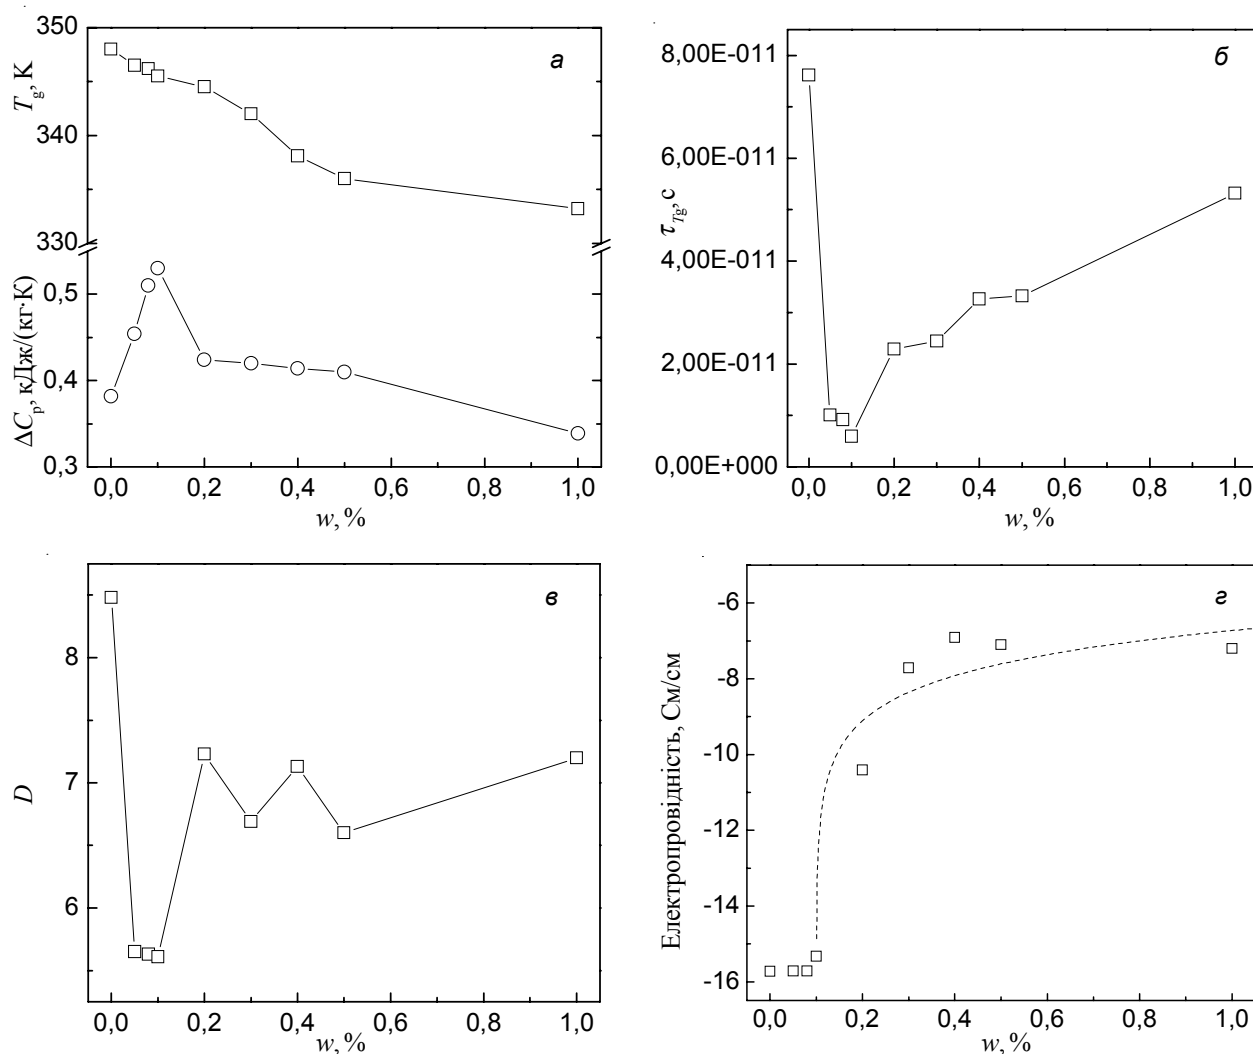 350
340
330
T_g, К
а
0,5
0,4
0,3
ΔC_p, кДж/(кг·К)
0,0 0,2 0,4 0,6 0,8 1,0
w, %
8,00E-011
6,00E-011
4,00E-011
2,00E-011
0,00E+000
τ_Tg, с
б
0,0 0,2 0,4 0,6 0,8 1,0
w, %
8
7
6
D
в
0,0 0,2 0,4 0,6 0,8 1,0
w, %
-6
-8
-10
-12
-14
-16
Електропровідність, См/см
г
0,0 0,2 0,4 0,6 0,8 1,0
w, %